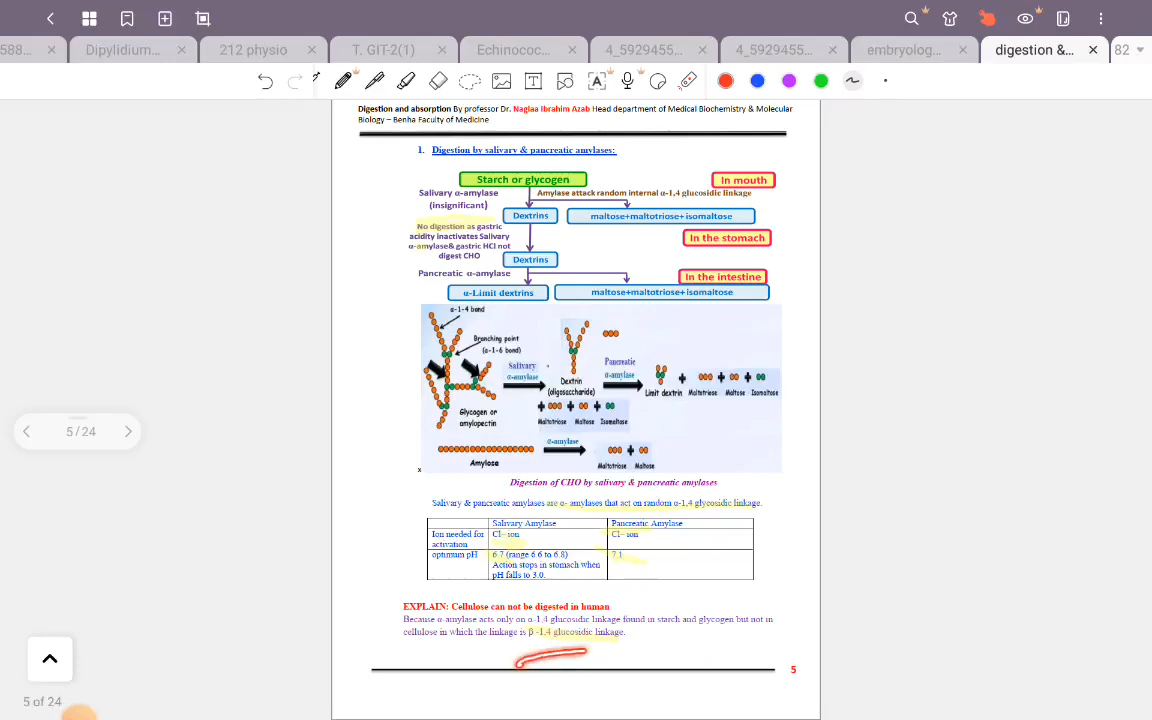 588...
Dipylidium...
212 physio
T. GIT-2(1)
Echinococ...
4_5929455...
4_5929455...
embryolog...
digestion &...
82
Digestion and absorption By professor Dr. Naglaa Ibrahim Azab Head department of Medical Biochemistry & Molecular
Biology – Benha Faculty of Medicine
1. Digestion by salivary & pancreatic amylases:
Starch or glycogen
In mouth
Salivary α-amylase
(insignificant)
Amylase attack random internal α-1,4 glucosidic linkage
Dextrins
maltose+maltotriose+ isomaltose
No digestion as gastric
acidity inactivates Salivary
α-amylase& gastric HCl not
digest CHO
In the stomach
Dextrins
Pancreatic α-amylase
In the intestine
α-Limit dextrins
maltose+maltotriose+ isomaltose
α-1-4 bond
Branching point
(α-1-6 bond)
Salivary
α-amylase
Pancreatic
α-amylase
Dextrin
(oligosaccharide)
Limit dextrin
Maltotriose
Maltose
Isomaltose
Glycogen or
amylopectin
Maltotriose
Maltose
Isomaltose
α-amylase
Amylose
Maltotriose
Maltose
x
Digestion of CHO by salivary & pancreatic amylases
Salivary & pancreatic amylases are α- amylases that act on random α-1,4 glycosidic linkage.
Salivary Amylase
Pancreatic Amylase
Ion needed for
activation
Cl– ion
Cl– ion
optimum pH
6.7 (range 6.6 to 6.8)
Action stops in stomach when
pH falls to 3.0.
7.1
EXPLAIN: Cellulose can not be digested in human
Because α-amylase acts only on α-1,4 glucosidic linkage found in starch and glycogen but not in
cellulose in which the linkage is β -1,4 glucosidic linkage.
5
5 / 24
5 of 24